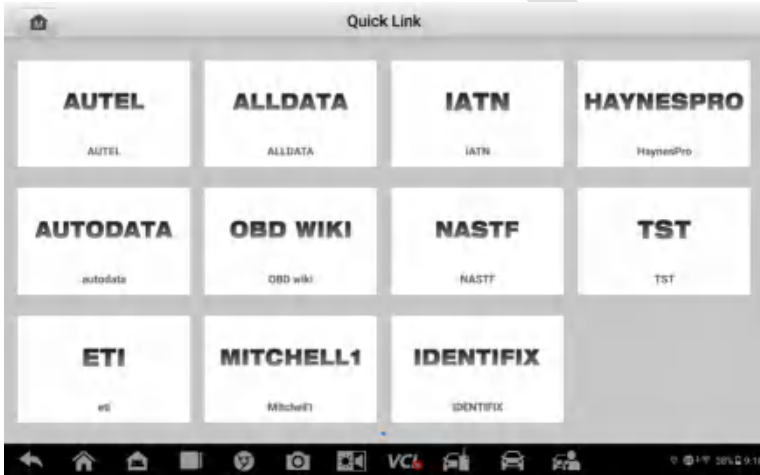 Quick Link
AUTEL
AUTEL
ALLDATA
ALLDATA
IATN
IATN
HAYNESPRO
HaynesPro
AUTODATA
autodata
OBD WIKI
OBD wiki
NASTF
NASTF
TST
TST
ETI
eti
MITCHELL1
Mitchell1
IDENTIFIX
IDENTIFIX
VCI
38%